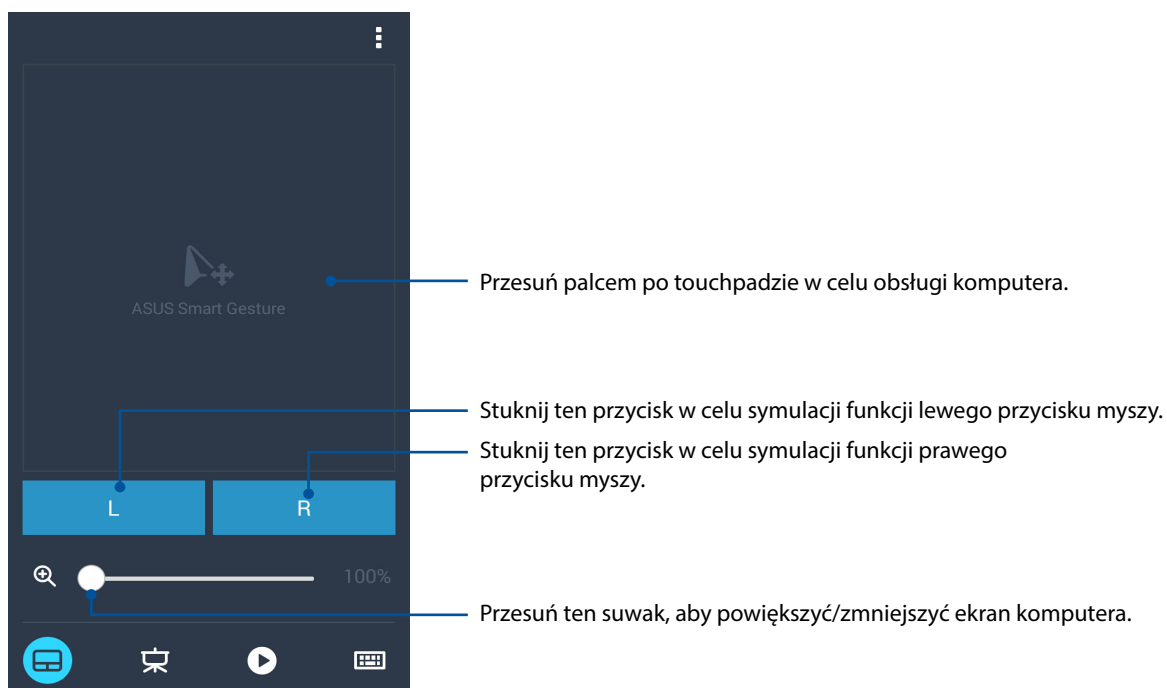 ASUS Smart Gesture
Przesuń palcem po touchpadzie w celu obsługi komputera.
Stuknij ten przycisk w celu symulacji funkcji lewego przycisku myszy.
Stuknij ten przycisk w celu symulacji funkcji prawego
przycisku myszy.
L
R
100%
Przesuń ten suwak, aby powiększyć/zmniejszyć ekran komputera.